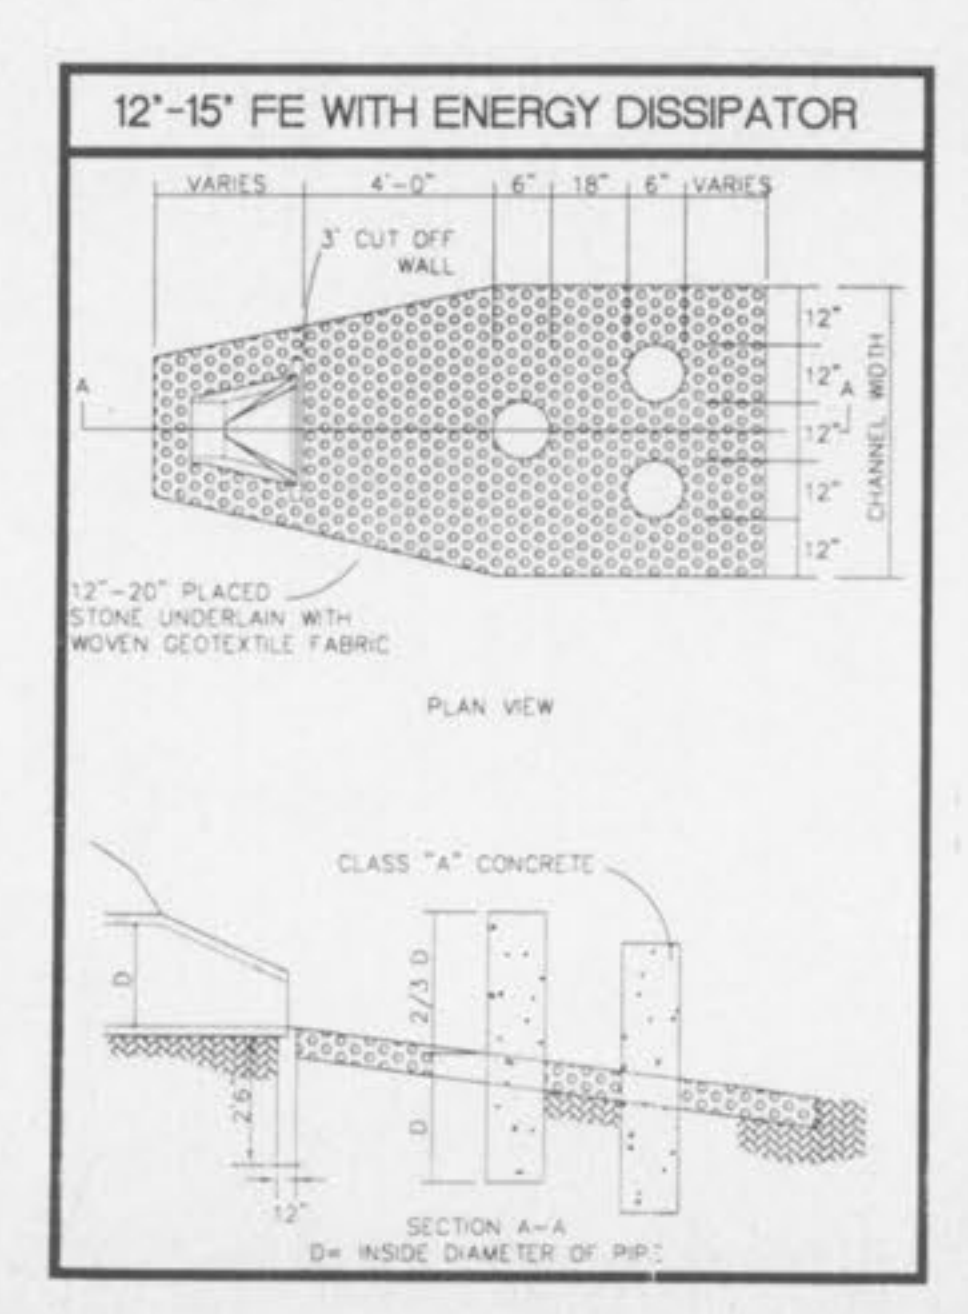 12"-15" FE WITH ENERGY DISSIPATOR
VARIES 4'-0" 6" 18" 6" VARIES
3' CUT OFF
WALL
12"
12"
12"
12"
12"
CHANNEL WIDTH
A A
12"-20" PLACED
STONE UNDERLAIN WITH
WOVEN GEOTEXTILE FABRIC
PLAN VIEW
CLASS "A" CONCRETE
D
2/3 D
D
2'6"
12"
SECTION A-A
D= INSIDE DIAMETER OF PIPE